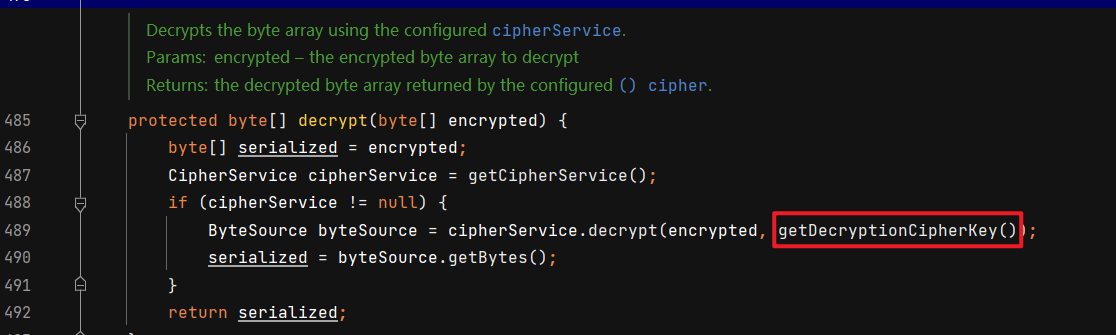 Decrypts the byte array using the configured cipherService.
Params: encrypted – the encrypted byte array to decrypt
Returns: the decrypted byte array returned by the configured () cipher.
485 protected byte[] decrypt(byte[] encrypted) {
486 byte[] serialized = encrypted;
487 CipherService cipherService = getCipherService();
488 if (cipherService != null) {
489 ByteSource byteSource = cipherService.decrypt(encrypted, getDecryptionCipherKey());
490 serialized = byteSource.getBytes();
491 }
492 return serialized;